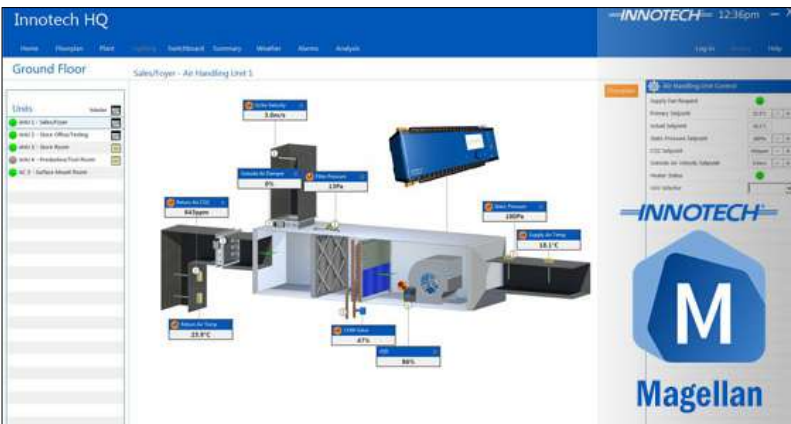 Innotech HQ
INNOTECH 12:36pm
Home Floorplan Plant Switchboard Summary Weather Alarms Analysis
Log In Help
Ground Floor
Sales/Foyer - Air Handling Unit 1
Floorplan
Air Handling Unit Control
Units
AHU 1 - Sales/Foyer
AHU 2 - Store Office/Testing
AHU 3 - Store Room
AHU 4 - Production/Tool Room
AC 3 - Surface Mount Room
Supply Fan Request
Primary Setpoint
Actual Setpoint
Static Pressure Setpoint
CO2 Setpoint
Outside Air Velocity Setpoint
Heater Status
3.0m/s
Outside Air Damper
0%
Filter Pressure
13Pa
Return Air CO2
643ppm
Static Pressure
180Pa
Supply Air Temp
18.1°C
Return Air Temp
23.9°C
CHW Valve
47%
VSD
86%
INNOTECH
M
Magellan